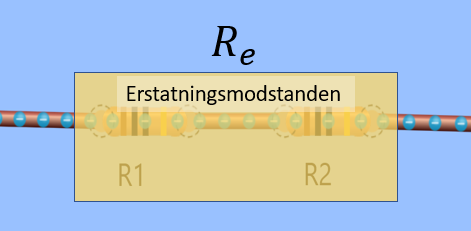 Rₑ
Erstatningsmodstanden
R1 R2